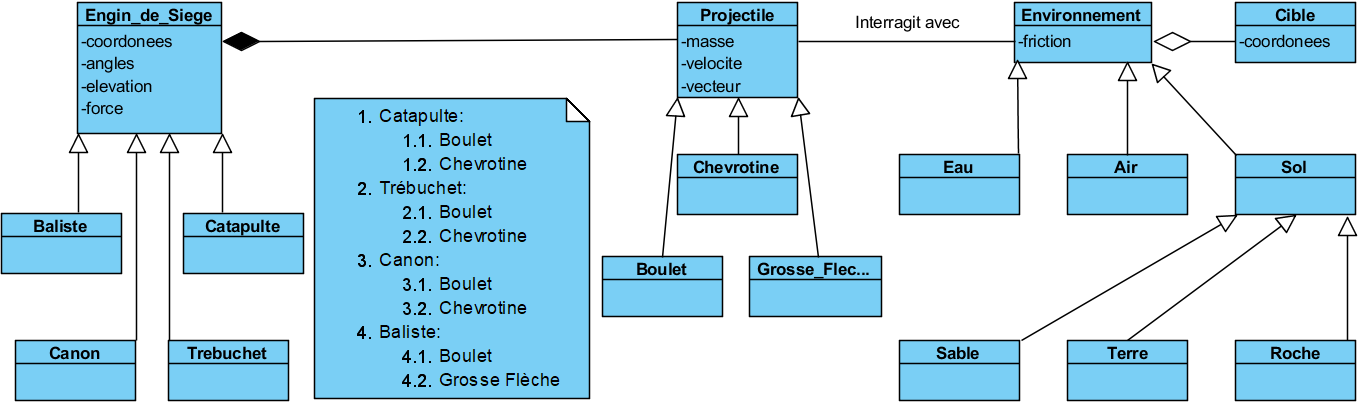 Engin_de_Siege
-coordonees
-angles
-elevation
-force
Projectile
-masse
-velocite
-vecteur
Interragit avec
Environnement
-friction
Cible
-coordonees
1. Catapulte:
1.1. Boulet
1.2. Chevrotine
2. Trébuchet:
2.1. Boulet
2.2. Chevrotine
3. Canon:
3.1. Boulet
3.2. Chevrotine
4. Baliste:
4.1. Boulet
4.2. Grosse Flèche
Chevrotine
Eau
Air
Sol
Baliste
Catapulte
Boulet
Grosse_Flec...
Canon
Trebuchet
Sable
Terre
Roche